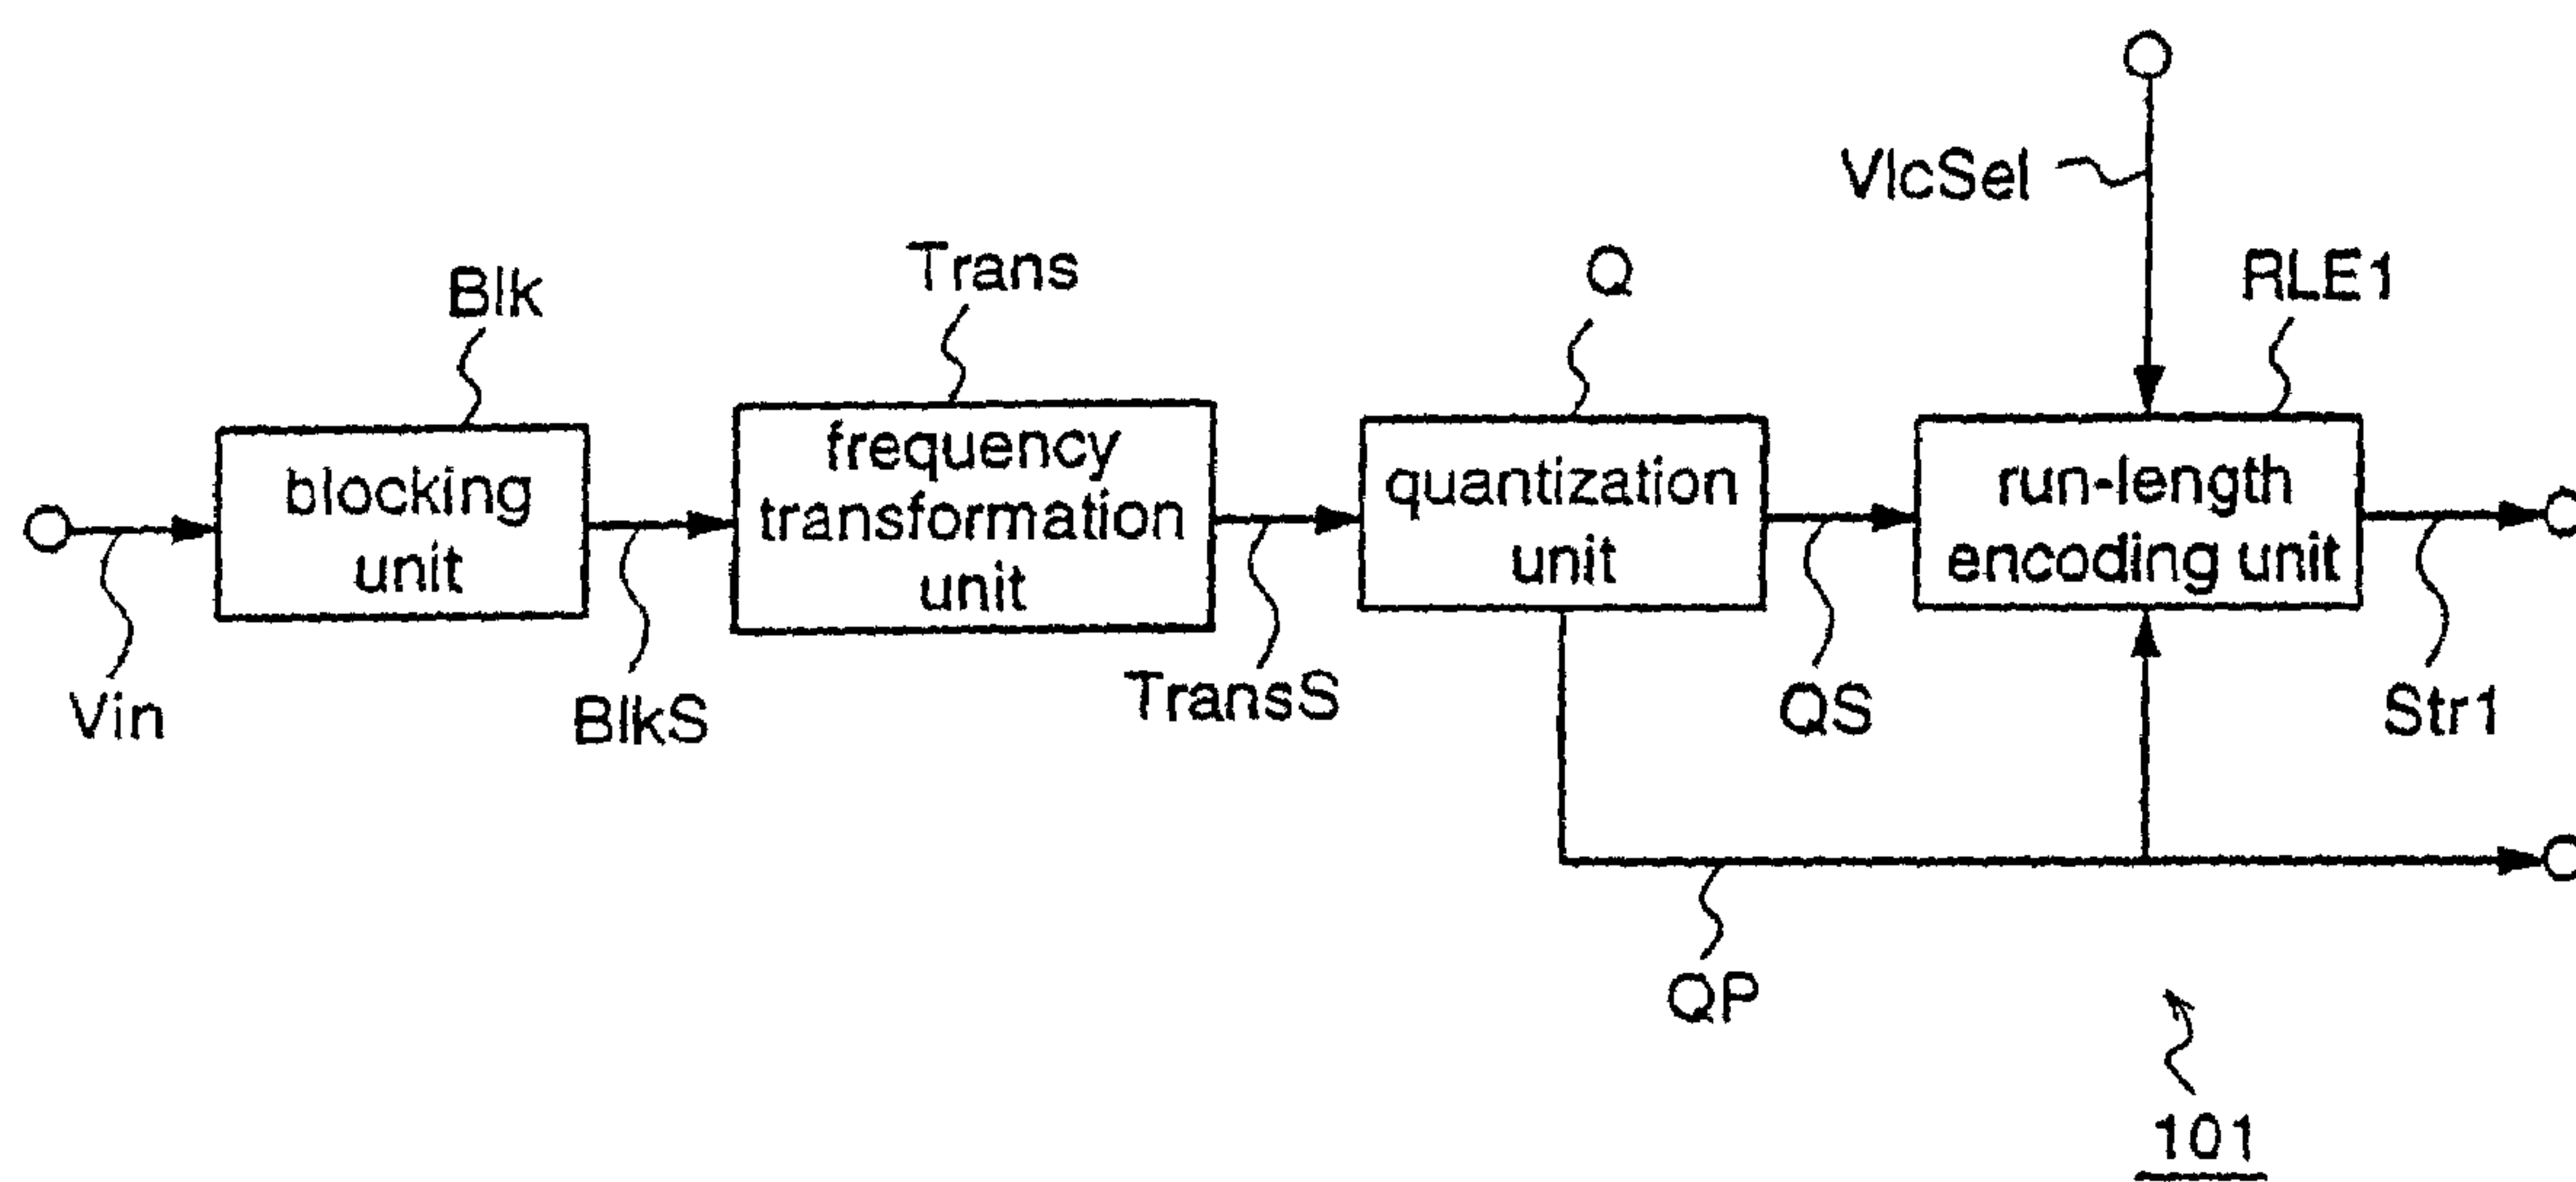 VlcSel
Blk
Trans
Q
RLE1
blocking
unit
frequency
transformation
unit
quantization
unit
run-length
encoding unit
Vin
BlkS
TransS
QS
Str1
QP
101